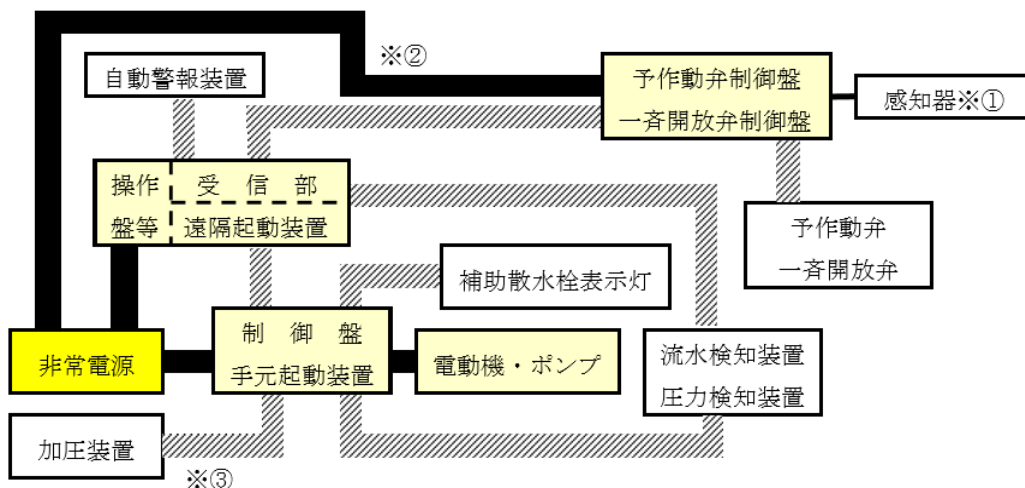 ※②
自動警報装置
予作動弁制御盤
一斉開放弁制御盤
感知器※①
操作
盤等
受 信 部
遠隔起動装置
予作動弁
一斉開放弁
補助散水栓表示灯
制 御 盤
手元起動装置
非常電源
電動機・ポンプ
流水検知装置
圧力検知装置
加圧装置
※③